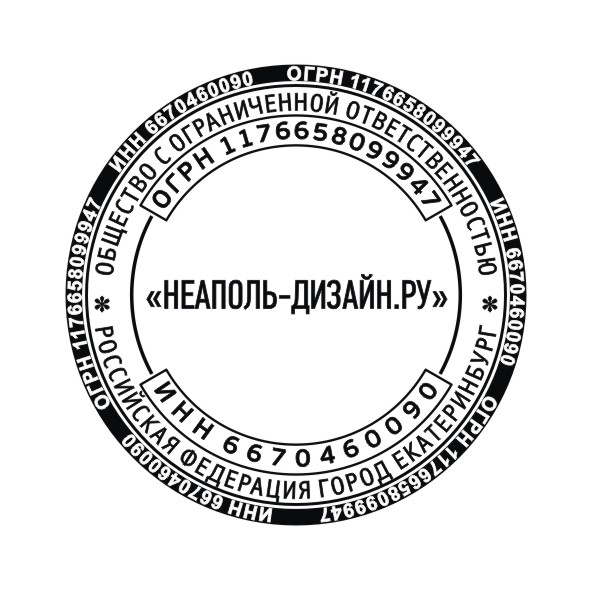 ОГРН 1176658099947 ИНН 6670460090 ОГРН 1176658099947 ИНН 6670460090 ОГРН 1176658099947 ИНН 6670460090
ОБЩЕСТВО С ОГРАНИЧЕННОЙ ОТВЕТСТВЕННОСТЬЮ
ОГРН 1176658099947
«НЕАПОЛЬ-ДИЗАЙН.РУ»
ИНН 6670460090
* РОССИЙСКАЯ ФЕДЕРАЦИЯ ГОРОД ЕКАТЕРИНБУРГ *